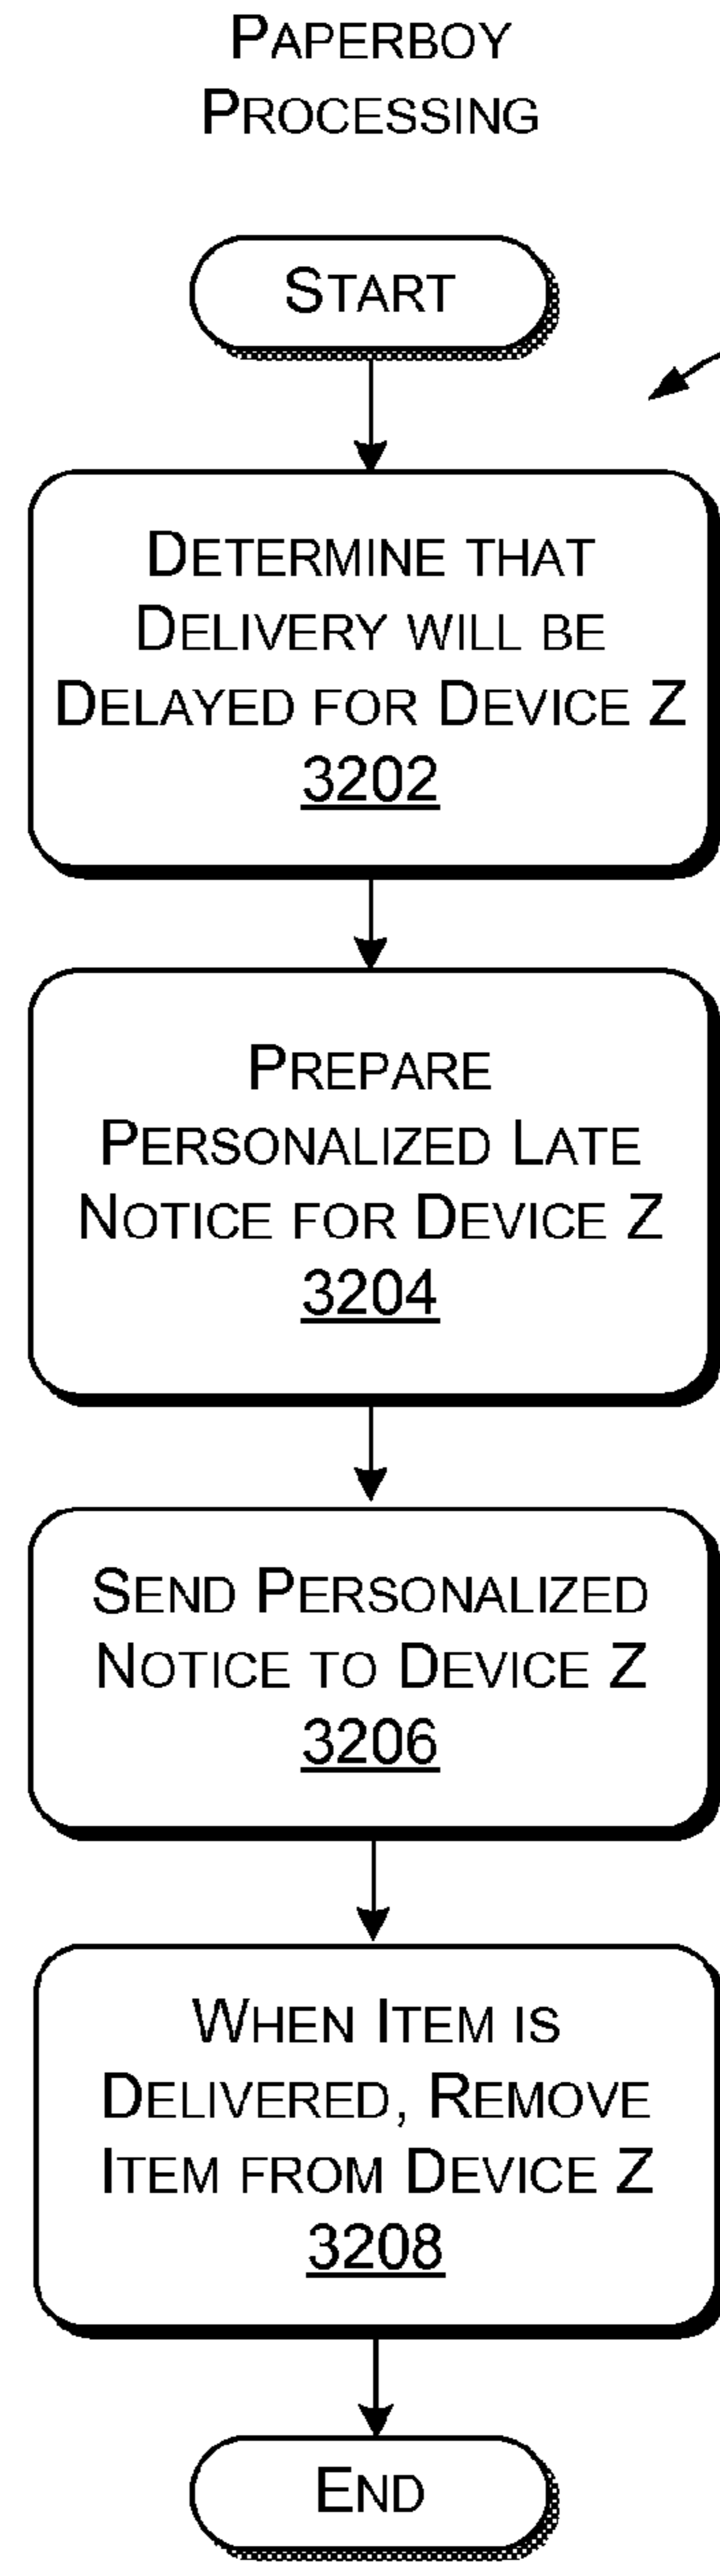 PAPERBOY
PROCESSING
START
DETERMINE THAT
DELIVERY WILL BE
DELAYED FOR DEVICE Z
3202
PREPARE
PERSONALIZED LATE
NOTICE FOR DEVICE Z
3204
SEND PERSONALIZED
NOTICE TO DEVICE Z
3206
WHEN ITEM IS
DELIVERED, REMOVE
ITEM FROM DEVICE Z
3208
END